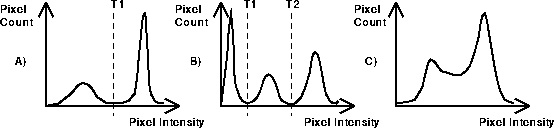 Pixel
Count
T1
A)
Pixel Intensity
Pixel
Count
T1
T2
B)
Pixel Intensity
Pixel
Count
C)
Pixel Intensity